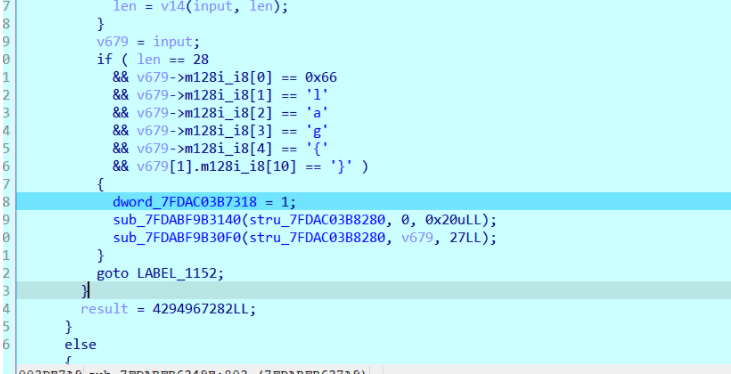 7 len = v14(input, len);
8 }
9 v679 = input;
0 if ( len == 28
1 && v679->m128i_i8[0] == 0x66
2 && v679->m128i_i8[1] == 'l'
3 && v679->m128i_i8[2] == 'a'
4 && v679->m128i_i8[3] == 'g'
5 && v679->m128i_i8[4] == '{'
6 && v679[1].m128i_i8[10] == '}' )
7 {
8 dword_7FDAC03B7318 = 1;
9 sub_7FDABF9B3140(stru_7FDAC03B8280, 0, 0x20uLL);
0 sub_7FDABF9B30F0(stru_7FDAC03B8280, v679, 27LL);
1 }
2 goto LABEL_1152;
3 }
4 result = 4294967282LL;
5 }
6 else
{